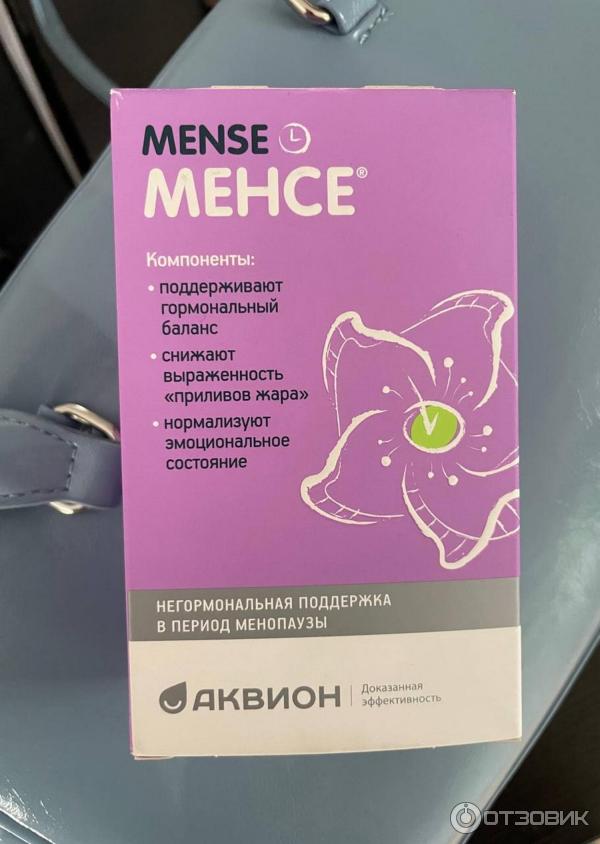 MENSE
МЕНСЕ®
Компоненты:
• поддерживают
гормональный
баланс
• снижают
выраженность
«приливов жара»
• нормализуют
эмоциональное
состояние
НЕГОРМОНАЛЬНАЯ ПОДДЕРЖКА
В ПЕРИОД МЕНОПАУЗЫ
АКВИОН
Доказанная
эффективность
ОТЗОВИК